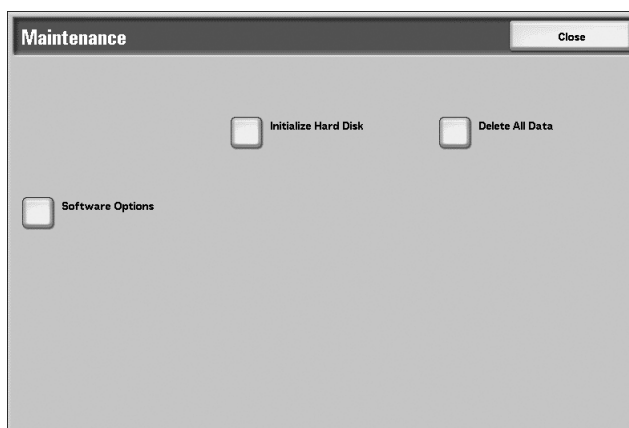 Maintenance
Close
Initialize Hard Disk
Delete All Data
Software Options